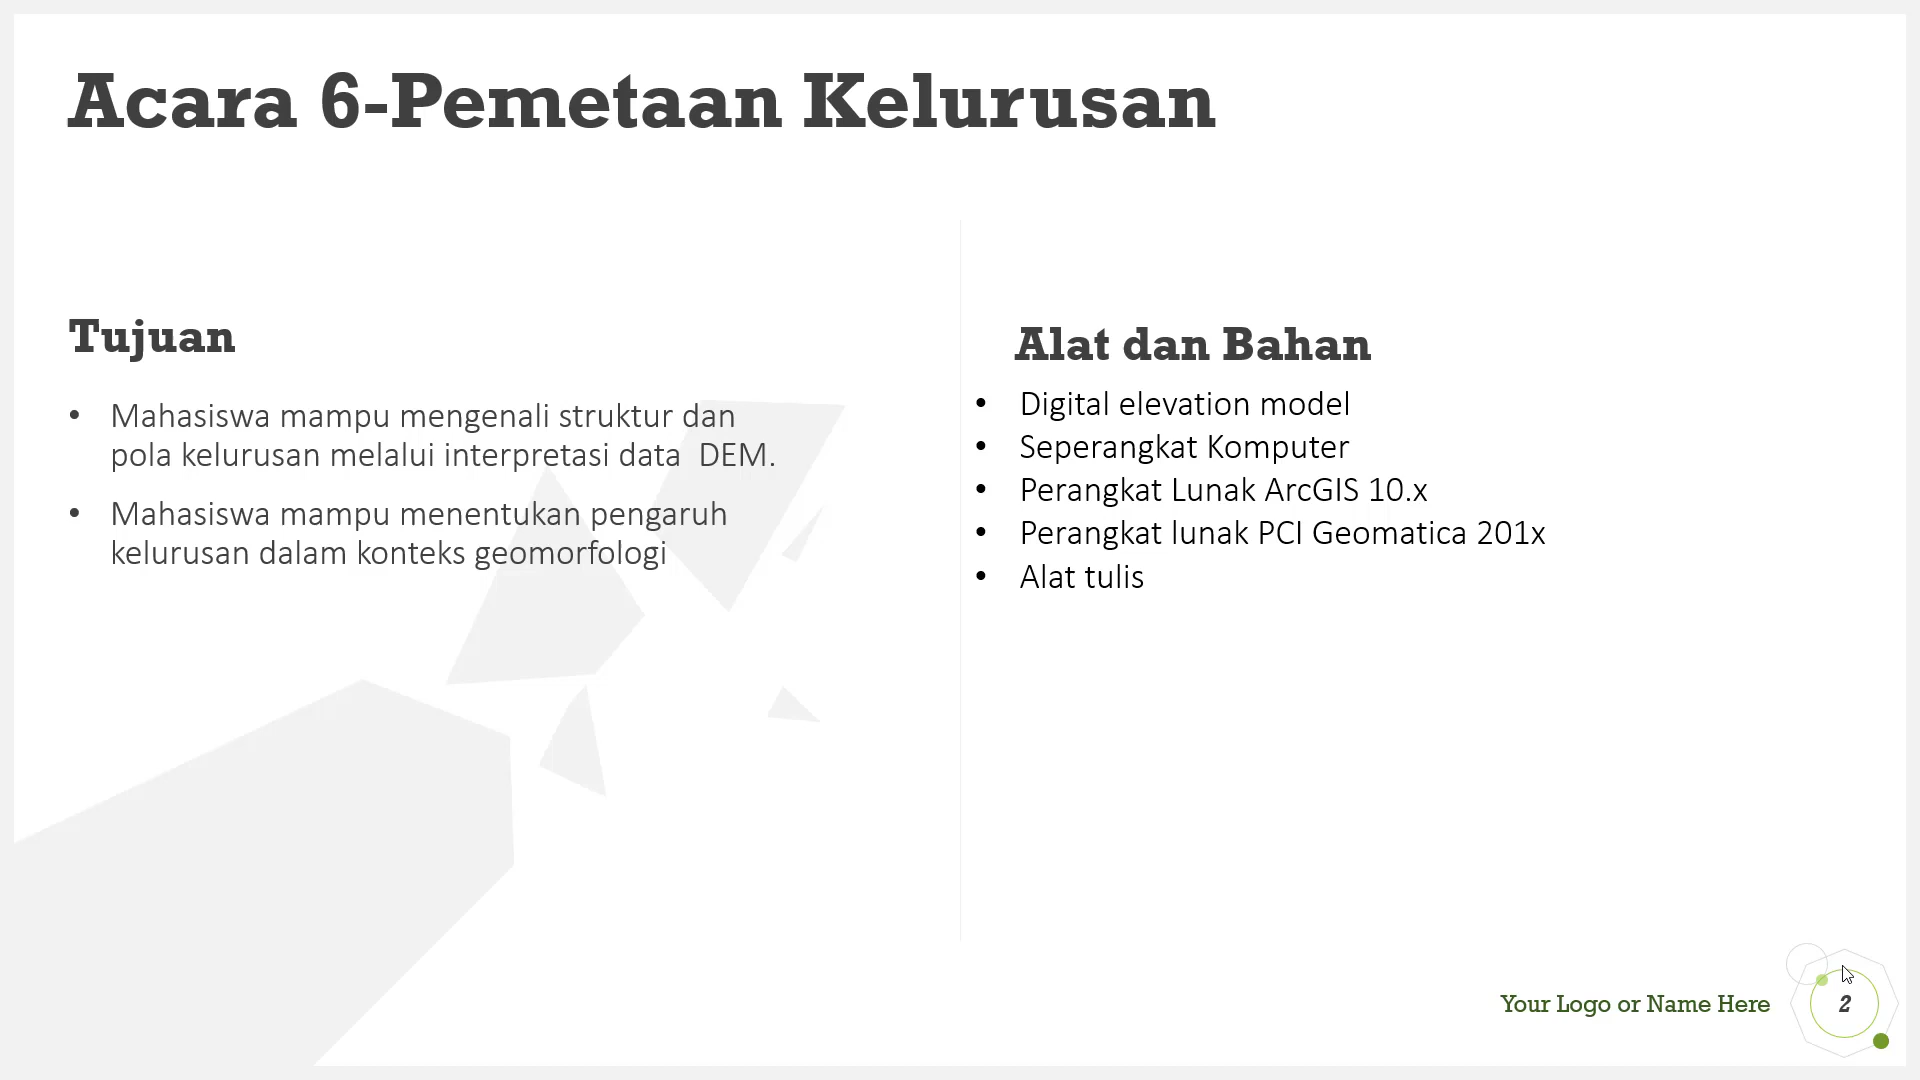 Acara 6-Pemetaan Kelurusan
Tujuan
• Mahasiswa mampu mengenali struktur dan
pola kelurusan melalui interpretasi data  DEM.
• Mahasiswa mampu menentukan pengaruh
kelurusan dalam konteks geomorfologi
Alat dan Bahan
• Digital elevation model
• Seperangkat Komputer
• Perangkat Lunak ArcGIS 10.x
• Perangkat lunak PCI Geomatica 201x
• Alat tulis
Your Logo or Name Here
2